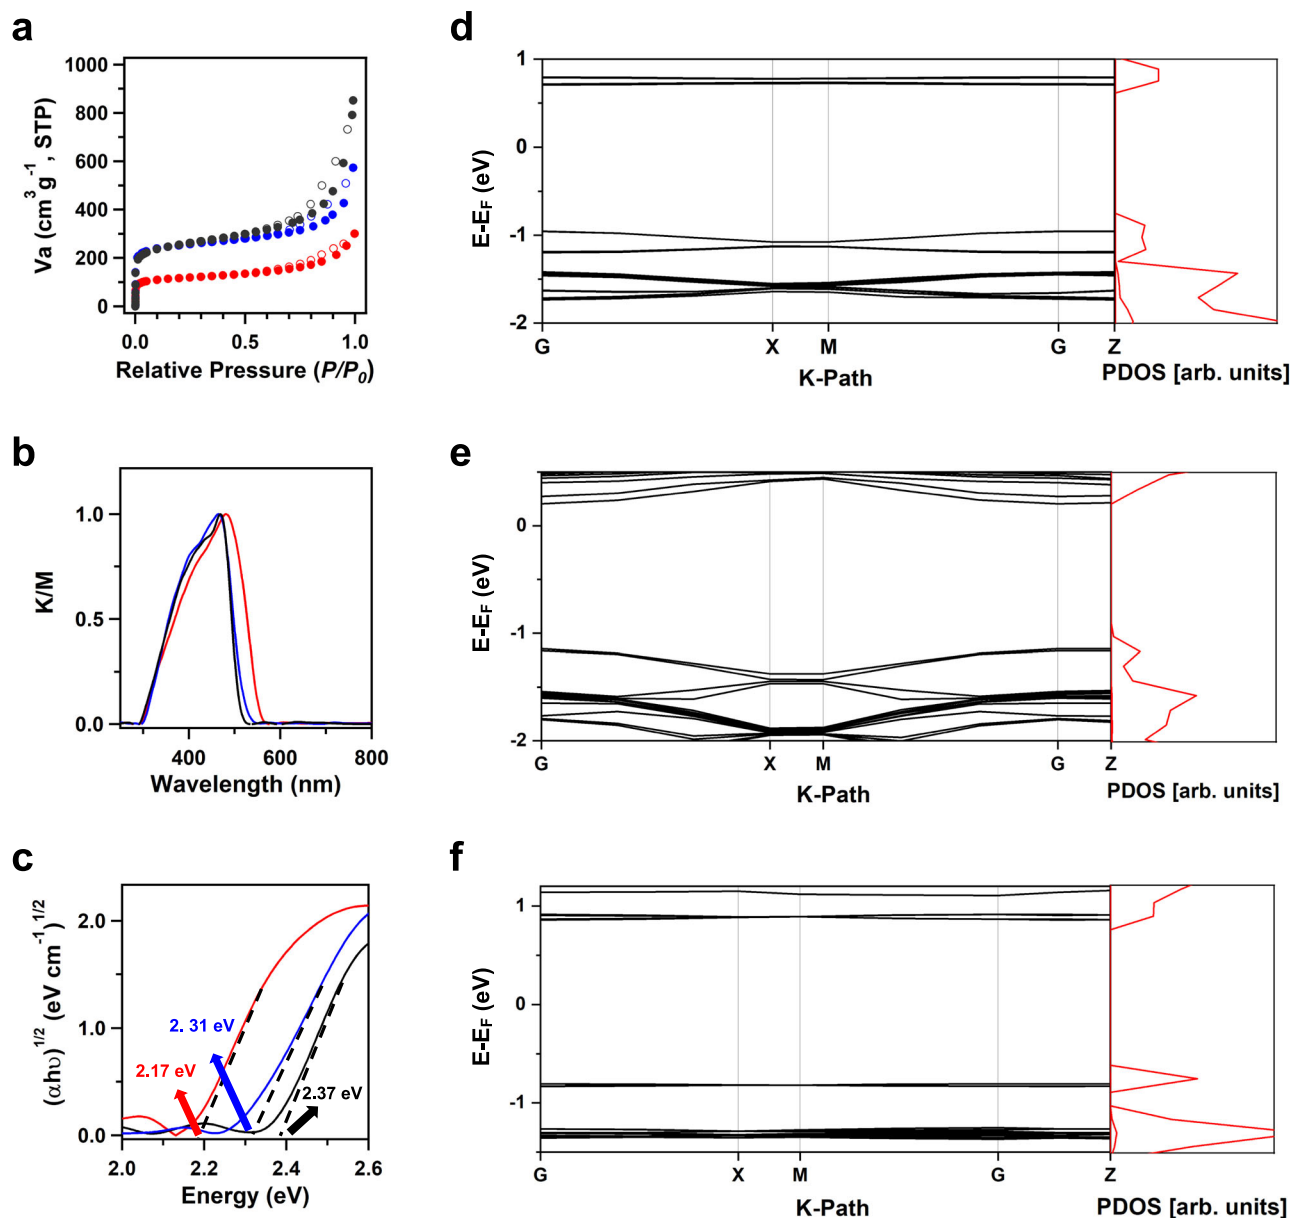 a
1000
800
600
400
200
0
Va (cm³g⁻¹, STP)
0.0
0.5
1.0
Relative Pressure (P/P₀)
b
1.0
0.5
0.0
K/M
400
600
800
Wavelength (nm)
c
2.0
1.0
0.0
(αhυ)^1/2 (eV cm⁻¹)^1/2
2. 31 eV
2.17 eV
2.37 eV
2.0
2.2
2.4
2.6
Energy (eV)
d
1
0
-1
-2
E-E_F (eV)
G
X
M
G
Z
K-Path
PDOS [arb. units]
e
0
-1
-2
E-E_F (eV)
G
X
M
G
Z
K-Path
PDOS [arb. units]
f
1
0
-1
E-E_F (eV)
G
X
M
G
Z
K-Path
PDOS [arb. units]